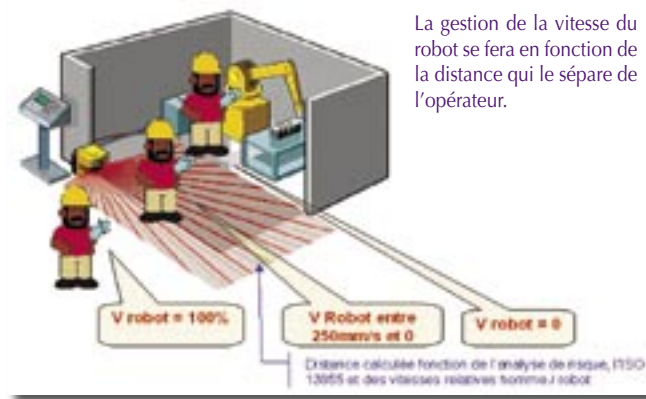 La gestion de la vitesse du
robot se fera en fonction de
la distance qui le sépare de
l'opérateur.
V robot = 100%
V Robot entre
250mm/s et 0
V robot = 0
Distance calculée fonction de l'analyse de risque, l'ISO
13855 et des vitesses relatives homme / robot